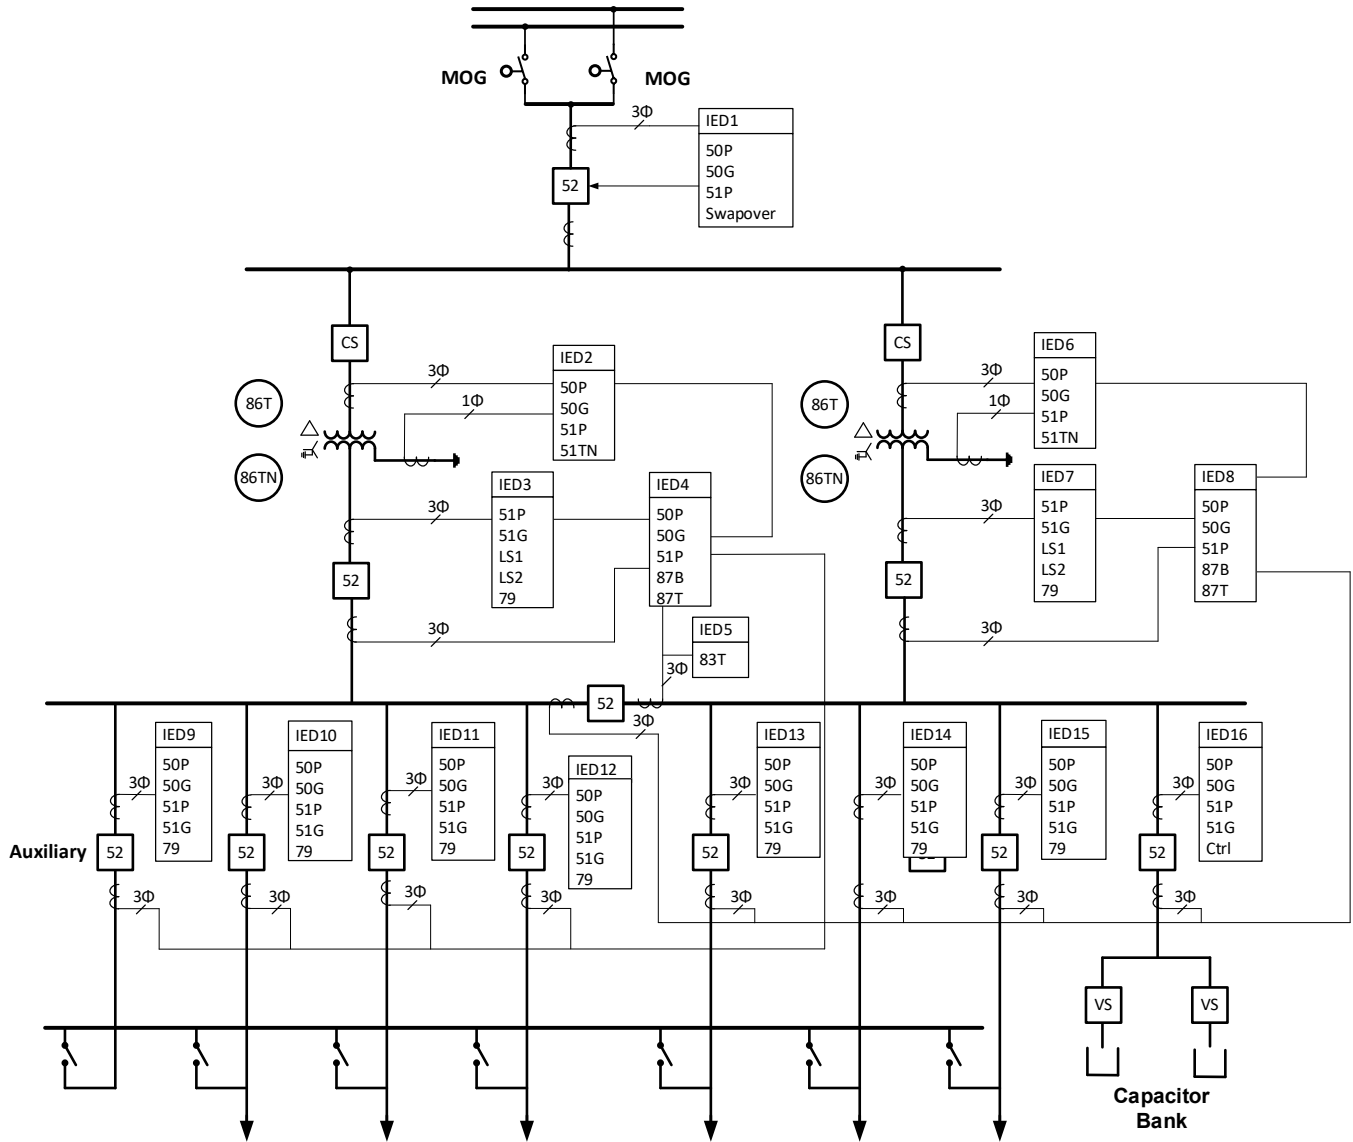 MOG
MOG
3Φ
IED1
50P
50G
51P
Swapover
52
CS
CS
IED2
50P
50G
51P
51TN
3Φ
1Φ
86T
86TN
IED6
50P
50G
51P
51TN
3Φ
1Φ
86T
86TN
IED3
51P
51G
LS1
LS2
79
3Φ
IED4
50P
50G
51P
87B
87T
IED7
51P
51G
LS1
LS2
79
3Φ
IED8
50P
50G
51P
87B
87T
52
52
3Φ
3Φ
IED5
83T
3Φ
52
3Φ
IED9
50P
50G
51P
51G
79
3Φ
IED10
50P
50G
51P
51G
79
3Φ
IED11
50P
50G
51P
51G
79
3Φ
IED12
50P
50G
51P
51G
79
3Φ
IED13
50P
50G
51P
51G
79
3Φ
IED14
50P
50G
51P
51G
79
3Φ
IED15
50P
50G
51P
51G
79
3Φ
IED16
50P
50G
51P
51G
Ctrl
3Φ
Auxiliary
52
52
52
52
52
52
52
3Φ
3Φ
3Φ
3Φ
3Φ
3Φ
3Φ
3Φ
VS
VS
Capacitor
Bank